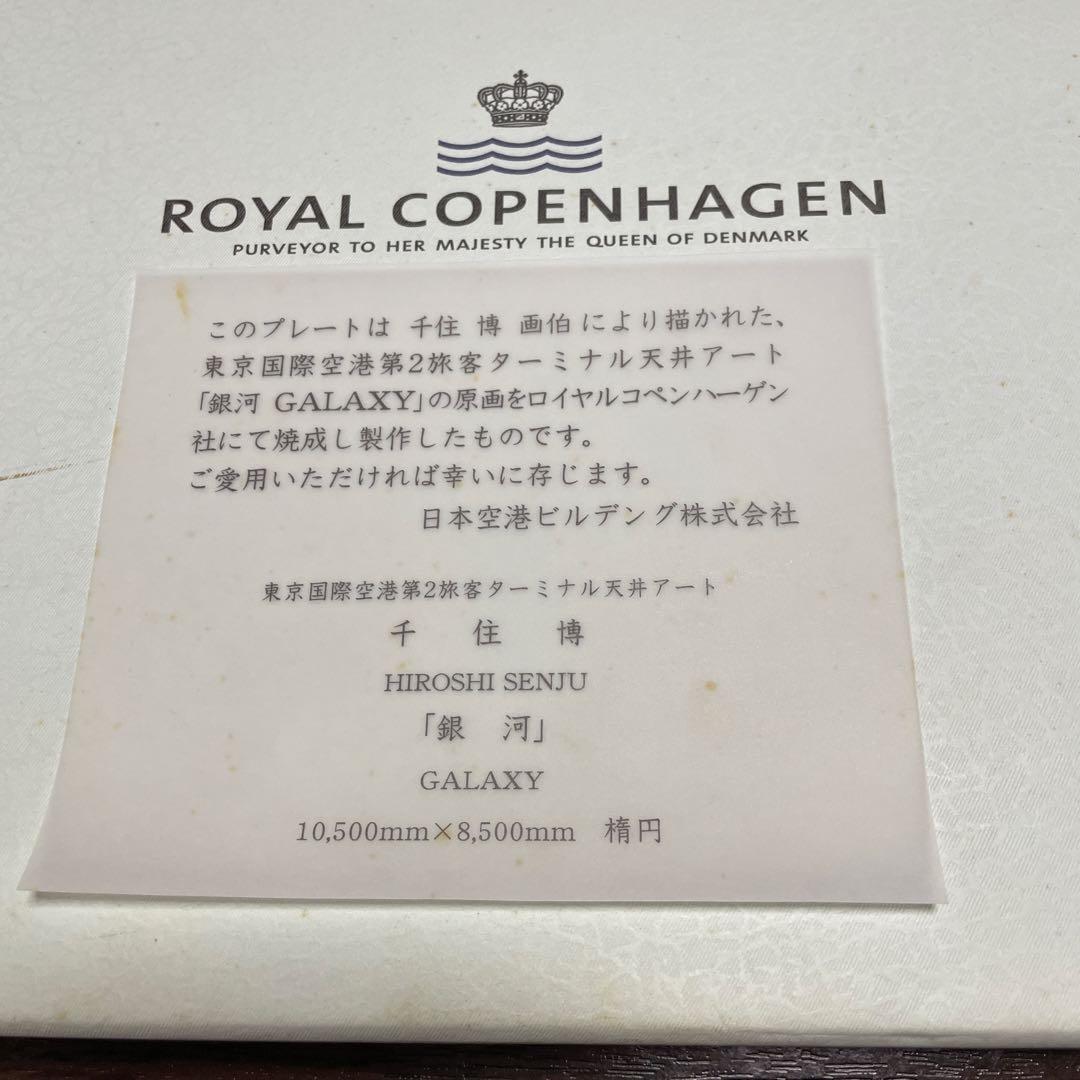 ROYAL COPENHAGEN
PURVEYOR TO HER MAJESTY THE QUEEN OF DENMARK
このプレートは 千住 博 画伯 により描かれた、
東京国際空港第2旅客ターミナル天井アート
「銀河 GALAXY」の原画をロイヤルコペンハーゲン
社にて焼成し製作したものです。
ご愛用いただければ幸いに存じます。
日本空港ビルデング株式会社
東京国際空港第2旅客ターミナル天井アート
千 住 博
HIROSHI SENJU
「銀 河」
GALAXY
10,500mm×8,500mm 楕円